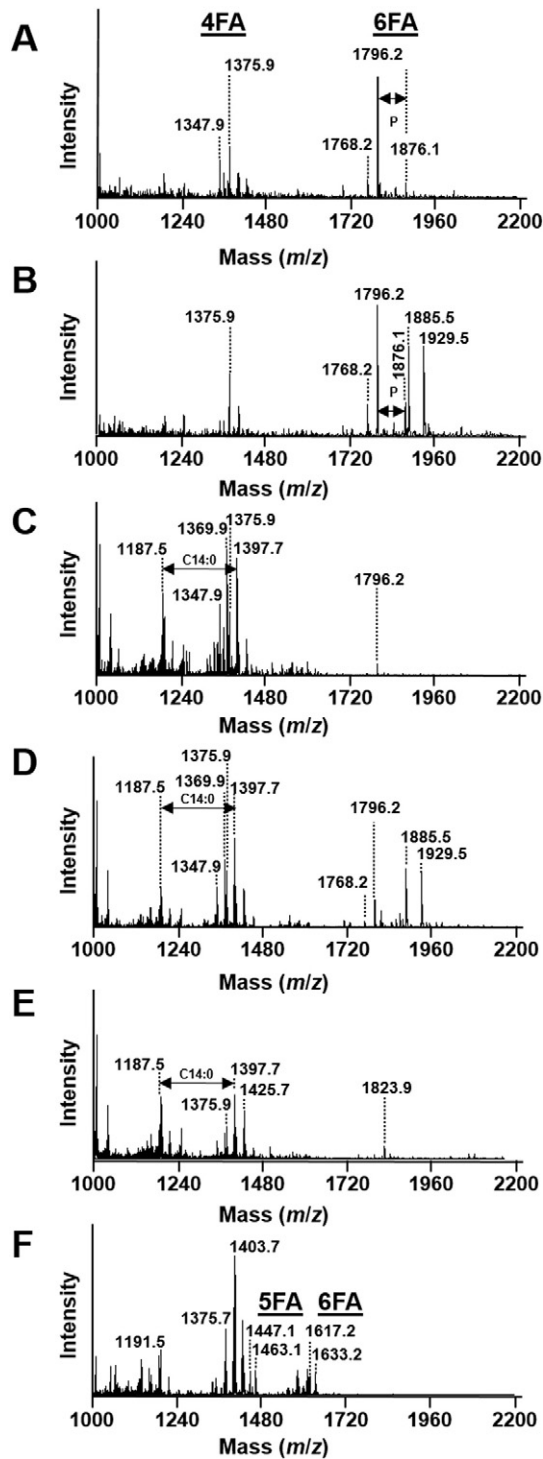 A
4FA 6FA
1796.2
1375.9
1347.9
P
1768.2 1876.1
Intensity
1000 1240 1480 1720 1960 2200
Mass (m/z)
B
1796.2 1885.5
1375.9 1929.5
1876.1
1768.2
P
Intensity
1000 1240 1480 1720 1960 2200
Mass (m/z)
C
1369.9 1375.9
1187.5 1397.7
C14:0
1347.9
1796.2
Intensity
1000 1240 1480 1720 1960 2200
Mass (m/z)
D
1375.9
1369.9
1187.5 1397.7
C14:0
1796.2
1885.5
1929.5
1347.9
1768.2
Intensity
1000 1240 1480 1720 1960 2200
Mass (m/z)
E
1187.5 1397.7
C14:0
1425.7
1375.9
1823.9
Intensity
1000 1240 1480 1720 1960 2200
Mass (m/z)
F
1403.7
5FA 6FA
1375.7
1447.1 1617.2
1463.1 1633.2
1191.5
Intensity
1000 1240 1480 1720 1960 2200
Mass (m/z)